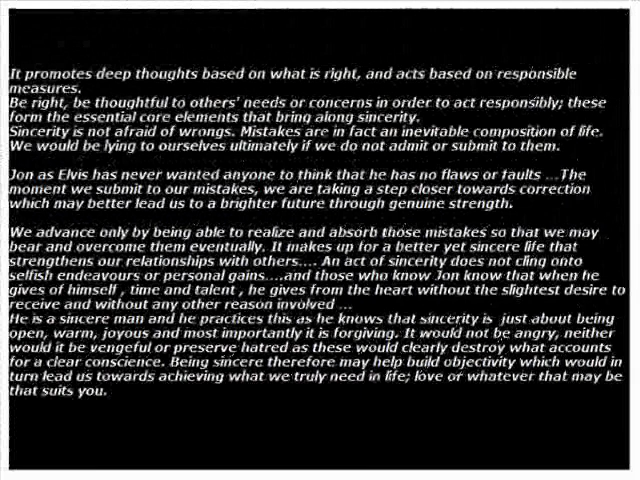 It promotes deep thoughts based on what is right, and acts based on responsible
measures.
Be right, be thoughtful to others' needs or concerns in order to act responsibly; these
form the essential core elements that bring along sincerity.
Sincerity is not afraid of wrongs. Mistakes are in fact an inevitable composition of life.
We would be lying to ourselves ultimately if we do not admit or submit to them.
Jon as Elvis has never wanted anyone to think that he has no flaws or faults ...The
moment we submit to our mistakes, we are taking a step closer towards correction
which may better lead us to a brighter future through genuine strength.
We advance only by being able to realize and absorb those mistakes so that we may
bear and overcome them eventually. It makes up for a better yet sincere life that
strengthens our relationships with others.... An act of sincerity does not cling onto
selfish endeavours or personal gains....and those who know Jon know that when he
gives of himself , time and talent , he gives from the heart without the slightest desire to
receive and without any other reason involved ...
He is a sincere man and he practices this as he knows that sincerity is  just about being
open, warm, joyous and most importantly it is forgiving. It would not be angry, neither
would it be vengeful or preserve hatred as these would clearly destroy what accounts
for a clear conscience. Being sincere therefore may help build objectivity which would in
turn lead us towards achieving what we truly need in life; love or whatever that may be
that suits you.